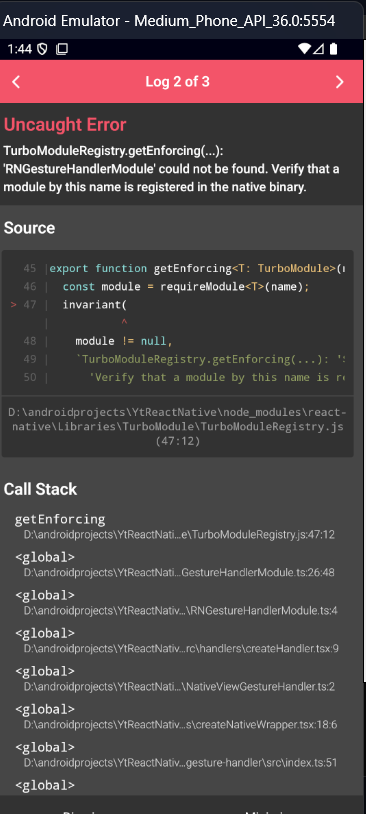 Android Emulator - Medium_Phone_API_36.0:5554
1:44
Log 2 of 3
Uncaught Error
TurboModuleRegistry.getEnforcing(...):
'RNGestureHandlerModule' could not be found. Verify that a
module by this name is registered in the native binary.
Source
45 | export function getEnforcing<T: TurboModule>(
46 | const module = requireModule<T>(name);
> 47 | invariant(
| ^
48 | module != null,
49 | `TurboModuleRegistry.getEnforcing(...): '
50 | 'Verify that a module by this name is
D:\androidprojects\YtReactNative\node_modules\react-
native\Libraries\TurboModule\TurboModuleRegistry.js
(47:12)
Call Stack
getEnforcing
D:\androidprojects\YtReactNati...e\TurboModuleRegistry.js:47:12
<global>
D:\androidprojects\YtReactNati...GestureHandlerModule.ts:26:48
<global>
D:\androidprojects\YtReactNativ...\RNGestureHandlerModule.ts:4
<global>
D:\androidprojects\YtReactNativ...rc\handlers\createHandler.tsx:9
<global>
D:\androidprojects\YtReactNati...\NativeViewGestureHandler.ts:2
<global>
D:\androidprojects\YtReactNativ...s\createNativeWrapper.tsx:18:6
<global>
D:\androidprojects\YtReactNativ...gesture-handler\src\index.ts:51
<global>